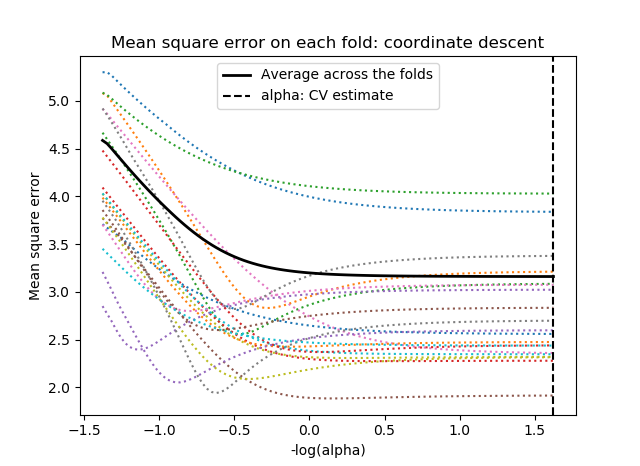 Mean square error on each fold: coordinate descent
Average across the folds
alpha: CV estimate
Mean square error
5.0
4.5
4.0
3.5
3.0
2.5
2.0
−1.5 −1.0 −0.5 0.0 0.5 1.0 1.5
-log(alpha)